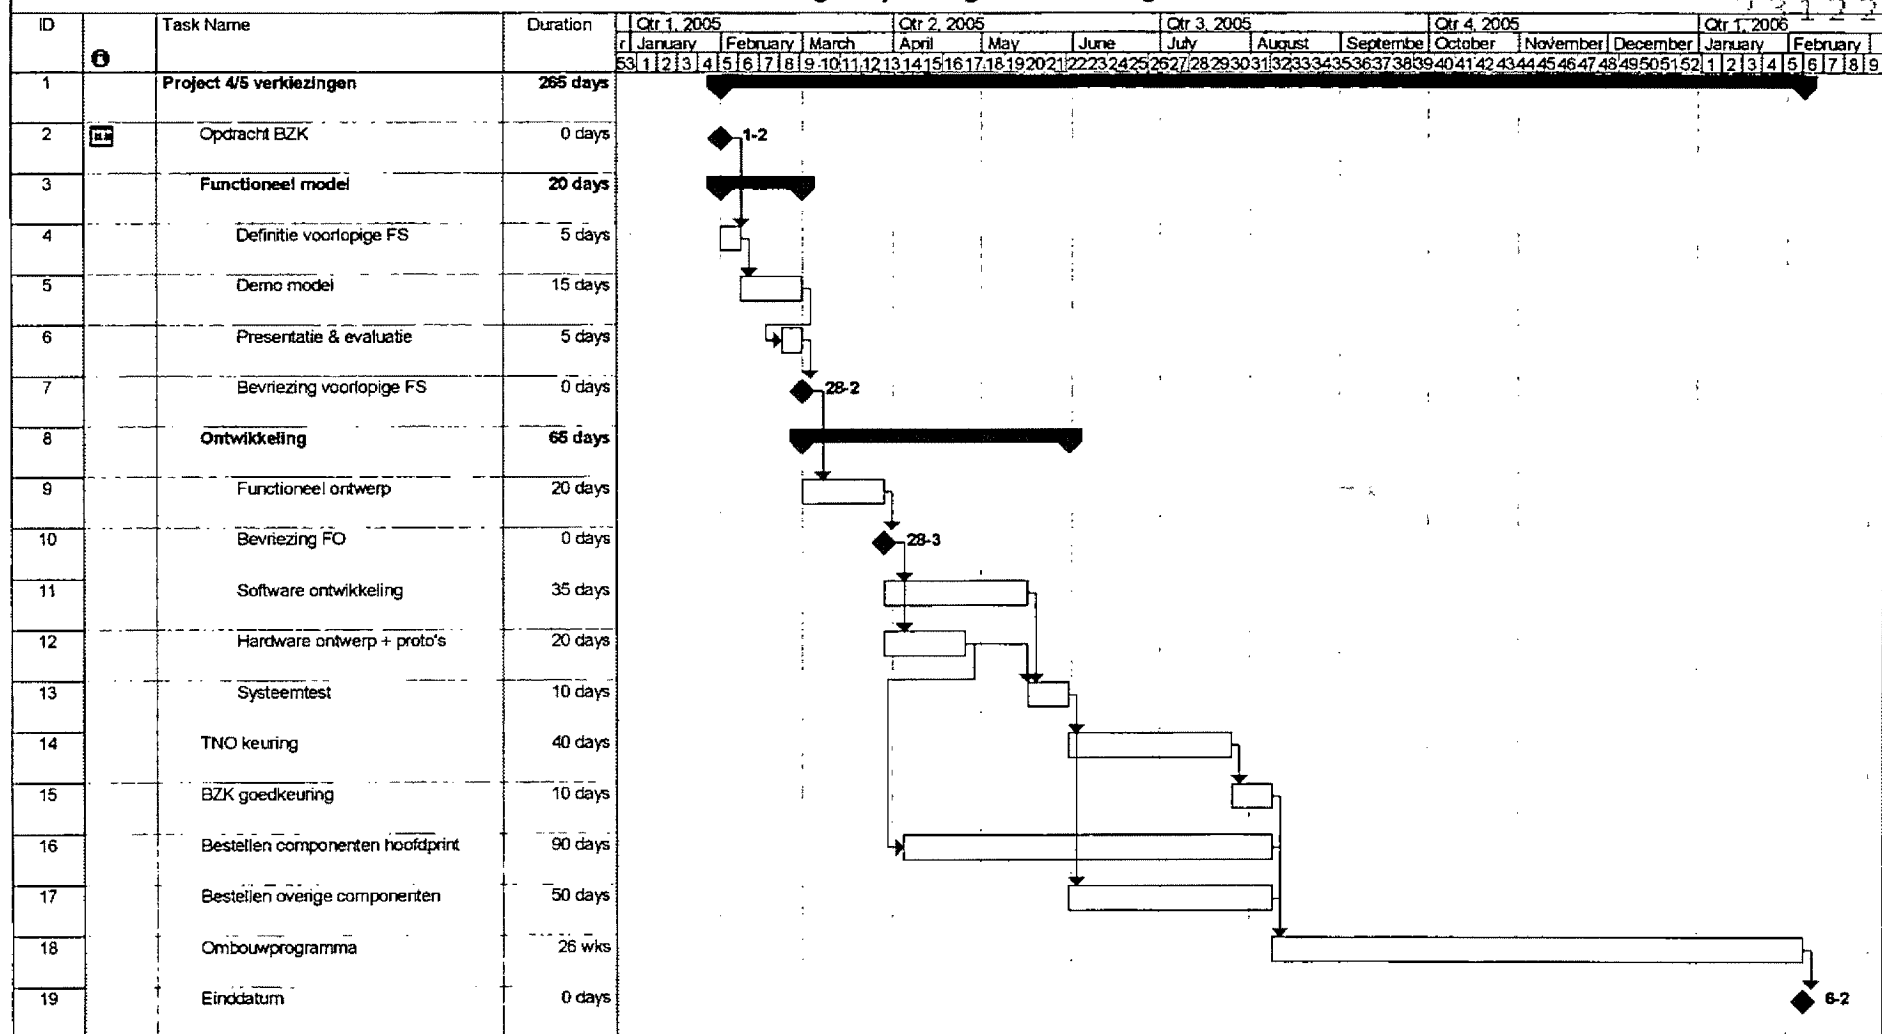 ID Task Name Duration Qtr 1, 2005 Qtr 2, 2005 Qtr 3, 2005 Qtr 4, 2005 Qtr 1, 2006
r January February March April May June July August Septembe October November December January February
53 1 2 3 4 5 6 7 8 9 10 11 12 13 14 15 16 17 18 19 20 21 22 23 24 25 26 27 28 29 30 31 32 33 34 35 36 37 38 39 40 41 42 43 44 45 46 47 48 49 50 51 52 1 2 3 4 5 6 7 8 9
1 Project 4/5 verkiezingen 265 days
2 Opdracht BZK 0 days 1-2
3 Functioneel model 20 days
4 Definitie voorlopige FS 5 days
5 Demo model 15 days
6 Presentatie & evaluatie 5 days
7 Bevriezing voorlopige FS 0 days 28-2
8 Ontwikkeling 65 days
9 Functioneel ontwerp 20 days
10 Bevriezing FO 0 days 28-3
11 Software ontwikkeling 35 days
12 Hardware ontwerp + proto's 20 days
13 Systeemtest 10 days
14 TNO keuring 40 days
15 BZK goedkeuring 10 days
16 Bestellen componenten hoofdprint 90 days
17 Bestellen overige componenten 50 days
18 Ombouwprogramma 26 wks
19 Einddatum 0 days 6-2